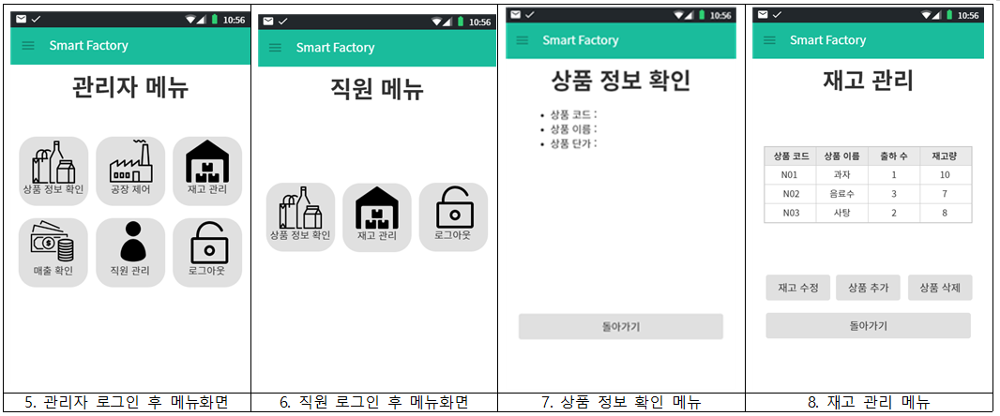 10:56
Smart Factory
관리자 메뉴
상품 정보 확인
공장 제어
재고 관리
매출 확인
직원 관리
로그아웃
5. 관리자 로그인 후 메뉴화면
10:56
Smart Factory
직원 메뉴
상품 정보 확인
재고 관리
로그아웃
6. 직원 로그인 후 메뉴화면
10:56
Smart Factory
상품 정보 확인
• 상품 코드 :
• 상품 이름 :
• 상품 단가 :
돌아가기
7. 상품 정보 확인 메뉴
10:56
Smart Factory
재고 관리
상품 코드 상품 이름 출하 수 재고량
N01 과자 1 10
N02 음료수 3 7
N03 사탕 2 8
재고 수정 상품 추가 상품 삭제
돌아가기
8. 재고 관리 메뉴